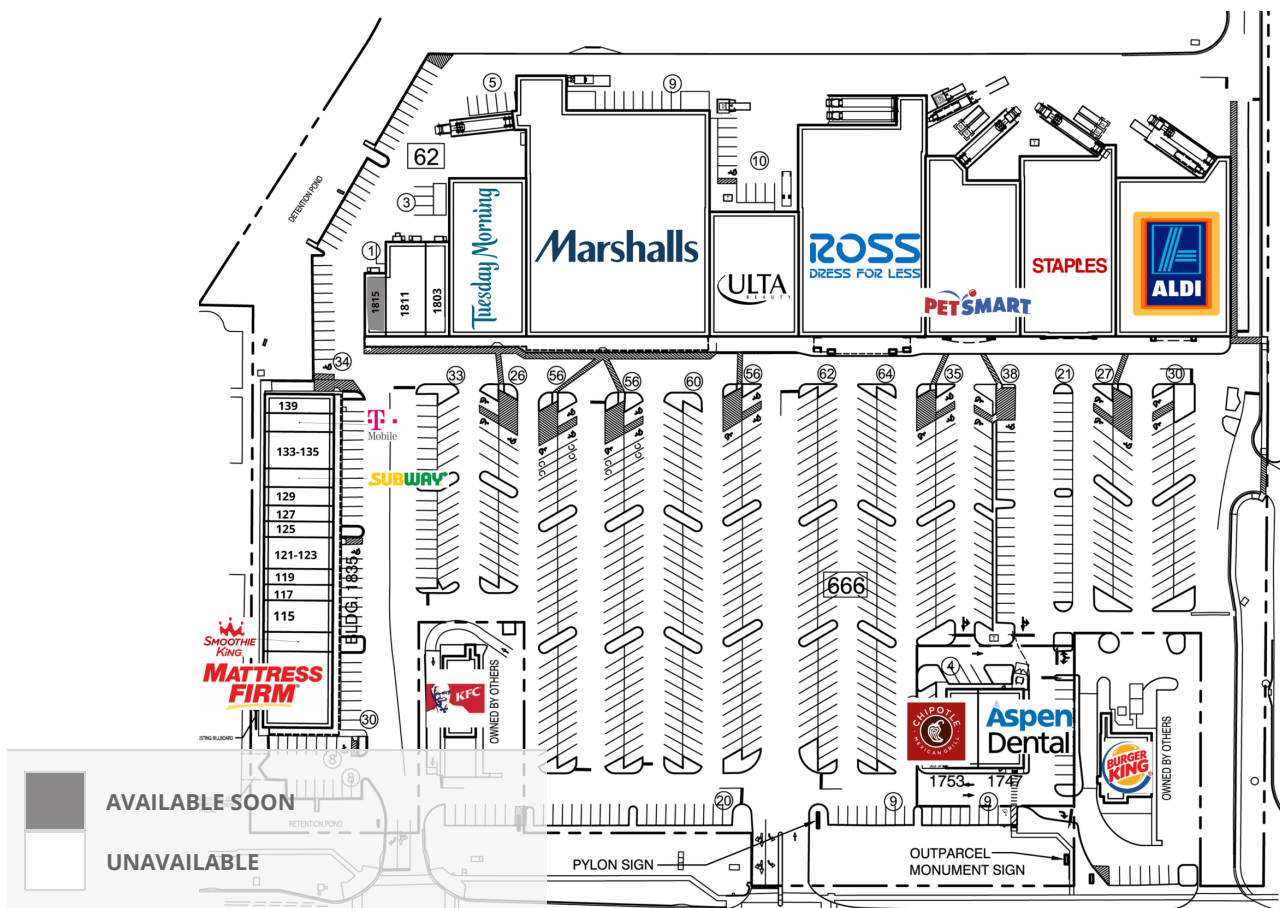 5
9
62
10
DETENTION POND
3
1
Tuesday Morning
Marshalls
ULTA
BEAUTY
ROSS
DRESS FOR LESS
PETSMART
STAPLES
ALDI
1815
1811
1803
34
33
26
56
56
60
56
62
64
35
38
21
27
30
139
T
Mobile
133-135
SUBWAY
129
127
125
121-123
119
117
115
BLDG. 1835
666
SMOOTHIE
KING
MATTRESS
FIRM
KFC
OWNED BY OTHERS
4
CHIPOTLE
MEXICAN GRILL
Aspen
Dental
BURGER
KING
OWNED BY OTHERS
30
8
8
1753
1747
20
9
9
AVAILABLE SOON
RETENTION POND
UNAVAILABLE
PYLON SIGN
OUTPARCEL
MONUMENT SIGN